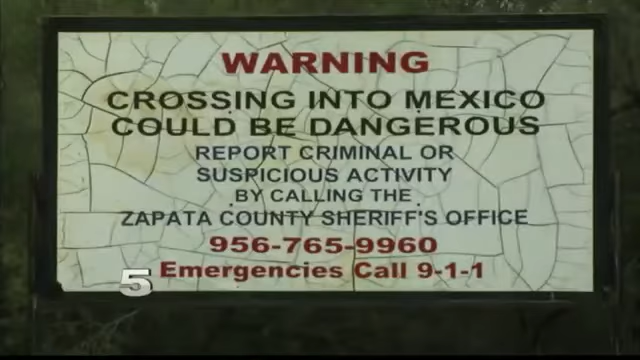 WARNING
CROSSING INTO MEXICO
COULD BE DANGEROUS
REPORT CRIMINAL OR
SUSPICIOUS ACTIVITY
BY CALLING THE
ZAPATA COUNTY SHERIFF'S OFFICE
956-765-9960
Emergencies Call 9-1-1
5